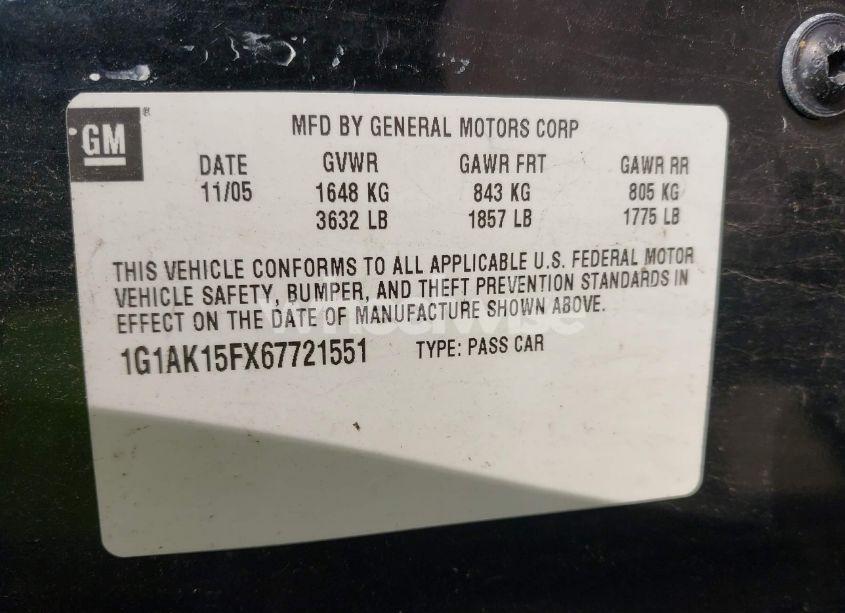 GM
MFD BY GENERAL MOTORS CORP
DATE GVWR GAWR FRT GAWR RR
11/05 1648 KG 843 KG 805 KG
3632 LB 1857 LB 1775 LB
THIS VEHICLE CONFORMS TO ALL APPLICABLE U.S. FEDERAL MOTOR
VEHICLE SAFETY, BUMPER, AND THEFT PREVENTION STANDARDS IN
EFFECT ON THE DATE OF MANUFACTURE SHOWN ABOVE.
1G1AK15FX67721551 TYPE: PASS CAR